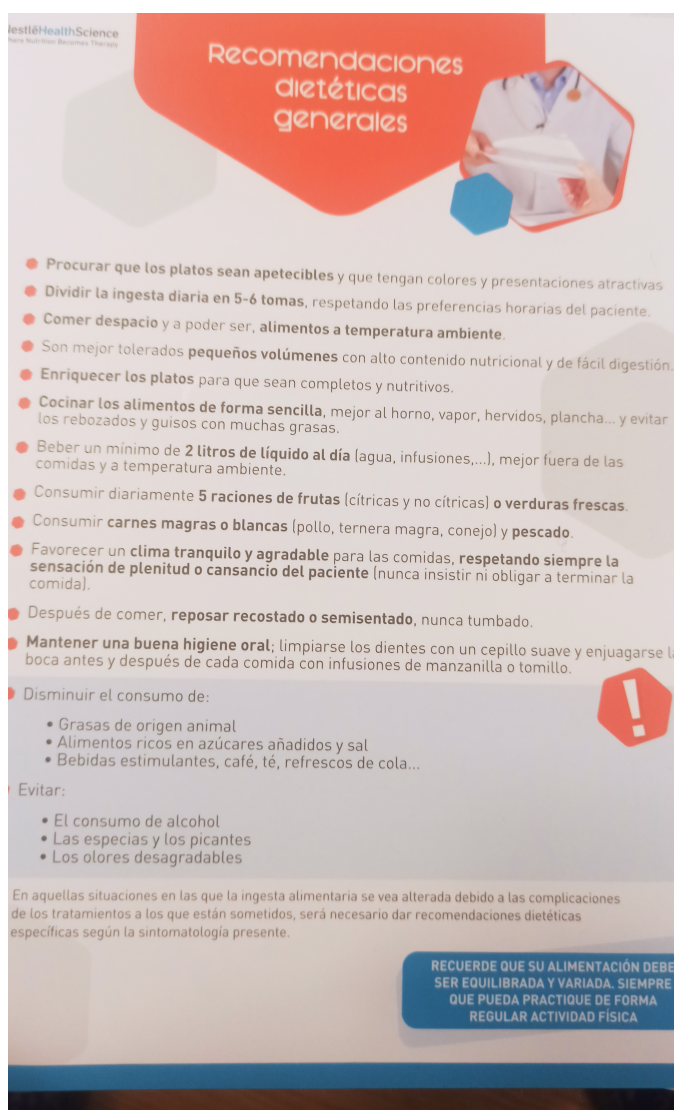 NestléHealthScience
Where Nutrition Becomes Therapy
Recomendaciones
dietéticas
generales
Procurar que los platos sean apetecibles y que tengan colores y presentaciones atractivas
Dividir la ingesta diaria en 5-6 tomas, respetando las preferencias horarias del paciente.
Comer despacio y a poder ser, alimentos a temperatura ambiente.
Son mejor tolerados pequeños volúmenes con alto contenido nutricional y de fácil digestión.
Enriquecer los platos para que sean completos y nutritivos.
Cocinar los alimentos de forma sencilla, mejor al horno, vapor, hervidos, plancha... y evitar
los rebozados y guisos con muchas grasas.
Beber un mínimo de 2 litros de líquido al día (agua, infusiones,...), mejor fuera de las
comidas y a temperatura ambiente.
Consumir diariamente 5 raciones de frutas (cítricas y no cítricas) o verduras frescas.
Consumir carnes magras o blancas (pollo, ternera magra, conejo) y pescado.
Favorecer un clima tranquilo y agradable para las comidas, respetando siempre la
sensación de plenitud o cansancio del paciente (nunca insistir ni obligar a terminar la
comida).
Después de comer, reposar recostado o semisentado, nunca tumbado.
Mantener una buena higiene oral; limpiarse los dientes con un cepillo suave y enjuagarse la
boca antes y después de cada comida con infusiones de manzanilla o tomillo.
!
Disminuir el consumo de:
• Grasas de origen animal
• Alimentos ricos en azúcares añadidos y sal
• Bebidas estimulantes, café, té, refrescos de cola...
Evitar:
• El consumo de alcohol
• Las especias y los picantes
• Los olores desagradables
En aquellas situaciones en las que la ingesta alimentaria se vea alterada debido a las complicaciones
de los tratamientos a los que están sometidos, será necesario dar recomendaciones dietéticas
específicas según la sintomatología presente.
RECUERDE QUE SU ALIMENTACIÓN DEBE
SER EQUILIBRADA Y VARIADA. SIEMPRE
QUE PUEDA PRACTIQUE DE FORMA
REGULAR ACTIVIDAD FÍSICA